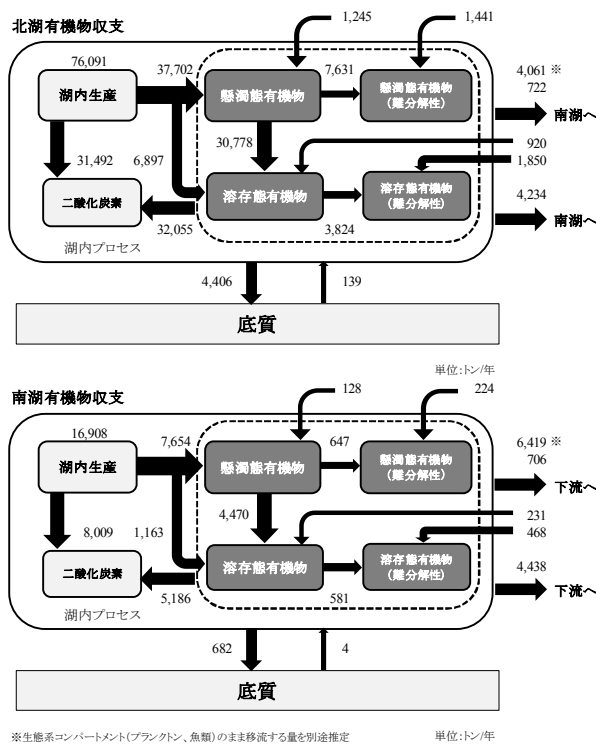 北湖有機物収支
1,245
1,441
76,091
37,702
7,631
4,061 ※
722
湖内生産
懸濁態有機物
懸濁態有機物
(難分解性)
南湖へ
30,778
920
1,850
31,492
6,897
二酸化炭素
溶存態有機物
溶存態有機物
(難分解性)
4,234
南湖へ
32,055
3,824
湖内プロセス
4,406
139
底質
単位:トン/年
南湖有機物収支
128
224
16,908
7,654
647
6,419 ※
706
湖内生産
懸濁態有機物
懸濁態有機物
(難分解性)
下流へ
4,470
231
468
8,009
1,163
二酸化炭素
溶存態有機物
溶存態有機物
(難分解性)
4,438
下流へ
5,186
581
湖内プロセス
682
4
底質
※生態系コンパートメント(プランクトン、魚類)のまま移流する量を別途推定
単位:トン/年